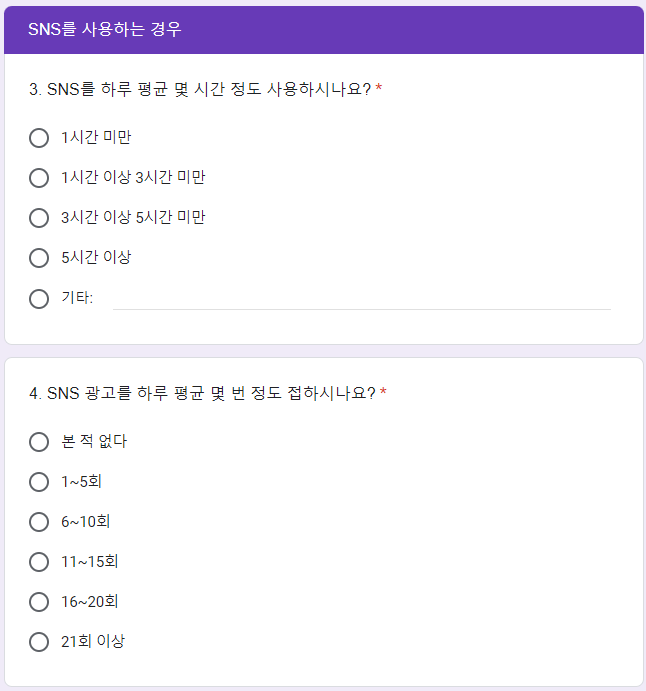 SNS를 사용하는 경우
3. SNS를 하루 평균 몇 시간 정도 사용하시나요? *
1시간 미만
1시간 이상 3시간 미만
3시간 이상 5시간 미만
5시간 이상
기타:
4. SNS 광고를 하루 평균 몇 번 정도 접하시나요? *
본 적 없다
1~5회
6~10회
11~15회
16~20회
21회 이상